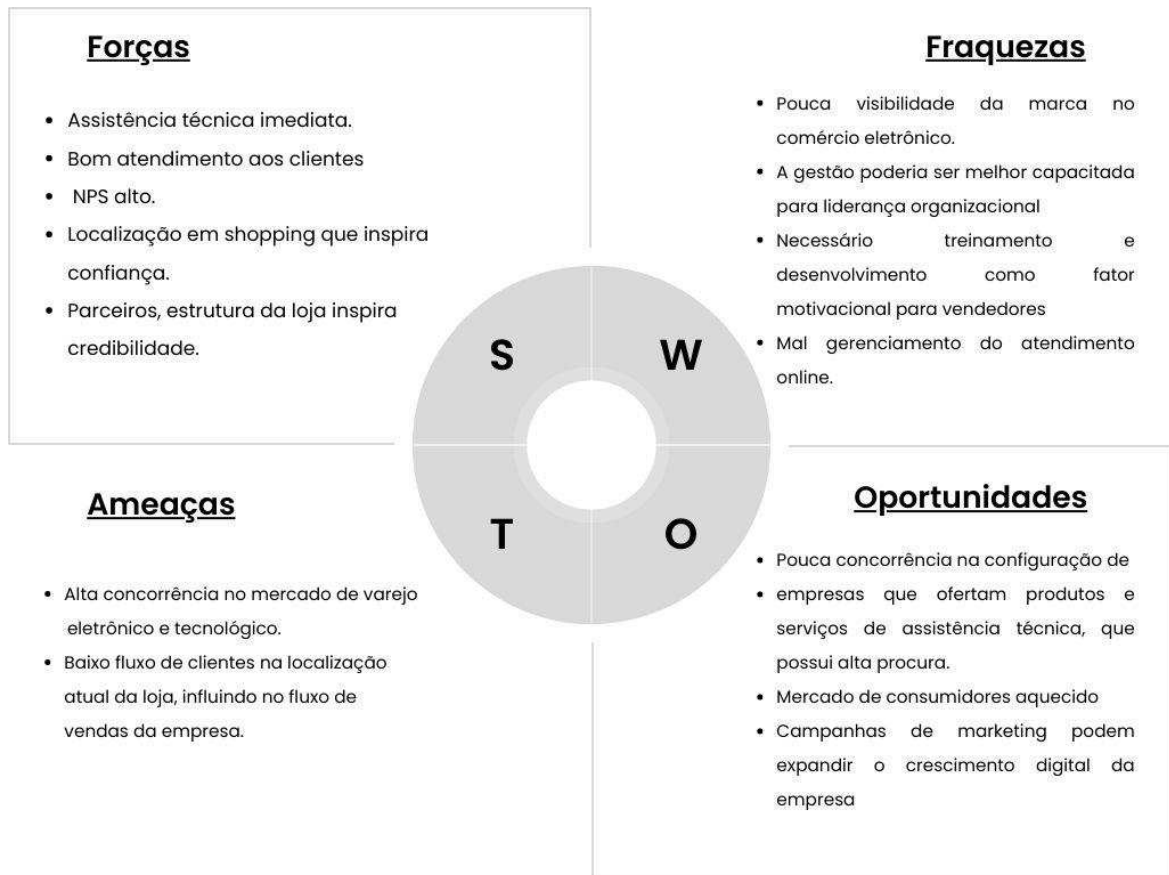 Forças
• Assistência técnica imediata.
• Bom atendimento aos clientes
• NPS alto.
• Localização em shopping que inspira
confiança.
• Parceiros, estrutura da loja inspira
credibilidade.
Fraquezas
• Pouca visibilidade da marca no
comércio eletrônico.
• A gestão poderia ser melhor capacitada
para liderança organizacional
• Necessário treinamento e
desenvolvimento como fator
motivacional para vendedores
• Mal gerenciamento do atendimento
online.
S
W
T
O
Ameaças
• Alta concorrência no mercado de varejo
eletrônico e tecnológico.
• Baixo fluxo de clientes na localização
atual da loja, influindo no fluxo de
vendas da empresa.
Oportunidades
• Pouca concorrência na configuração de
• empresas que ofertam produtos e
serviços de assistência técnica, que
possui alta procura.
• Mercado de consumidores aquecido
• Campanhas de marketing podem
expandir o crescimento digital da
empresa